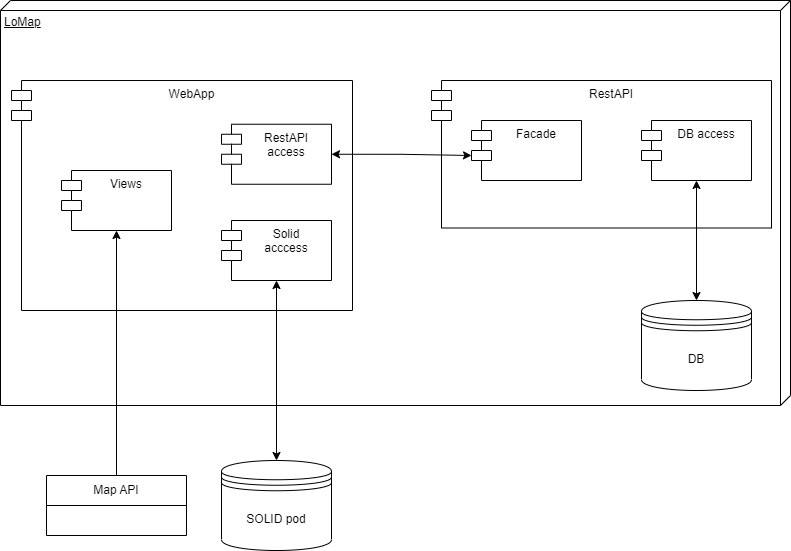 LoMap
WebApp
RestAPI
RestAPI
access
Facade
DB access
Views
Solid
acccess
DB
Map API
SOLID pod